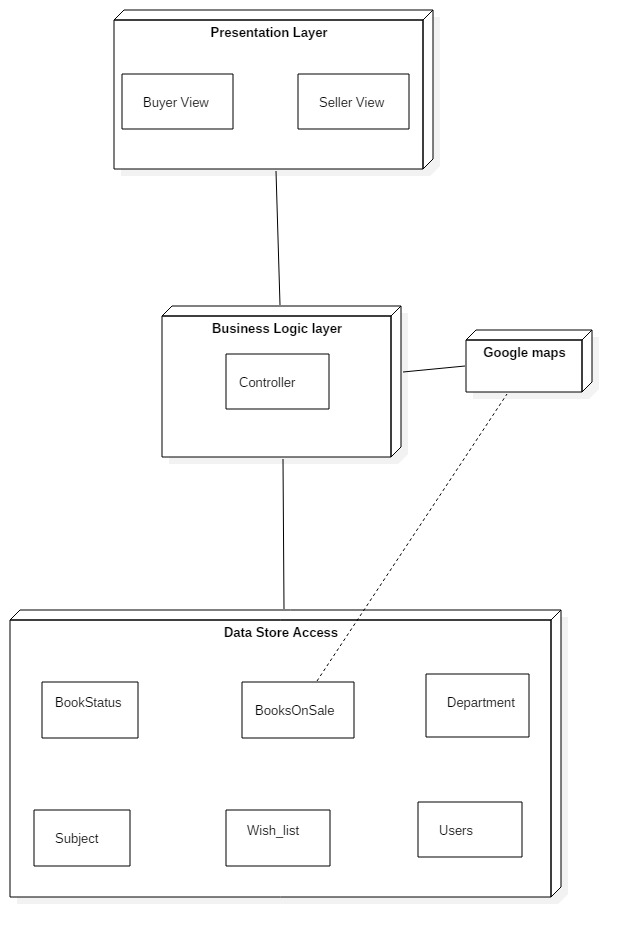 Presentation Layer
Buyer View
Seller View
Business Logic layer
Controller
Google maps
Data Store Access
BookStatus
BooksOnSale
Department
Subject
Wish_list
Users